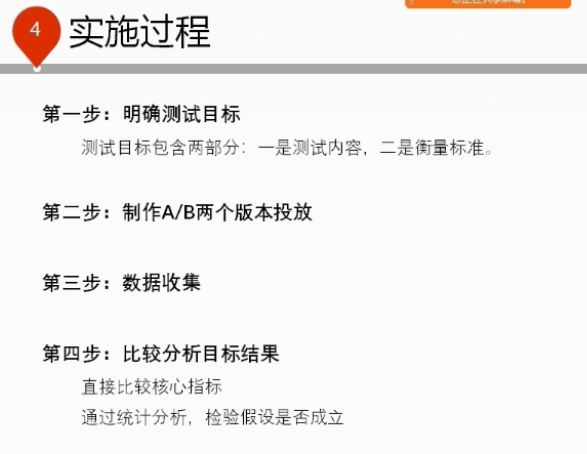 4
实施过程
第一步：明确测试目标
测试目标包含两部分：一是测试内容，二是衡量标准。
第二步：制作A/B两个版本投放
第三步：数据收集
第四步：比较分析目标结果
直接比较核心指标
通过统计分析，检验假设是否成立